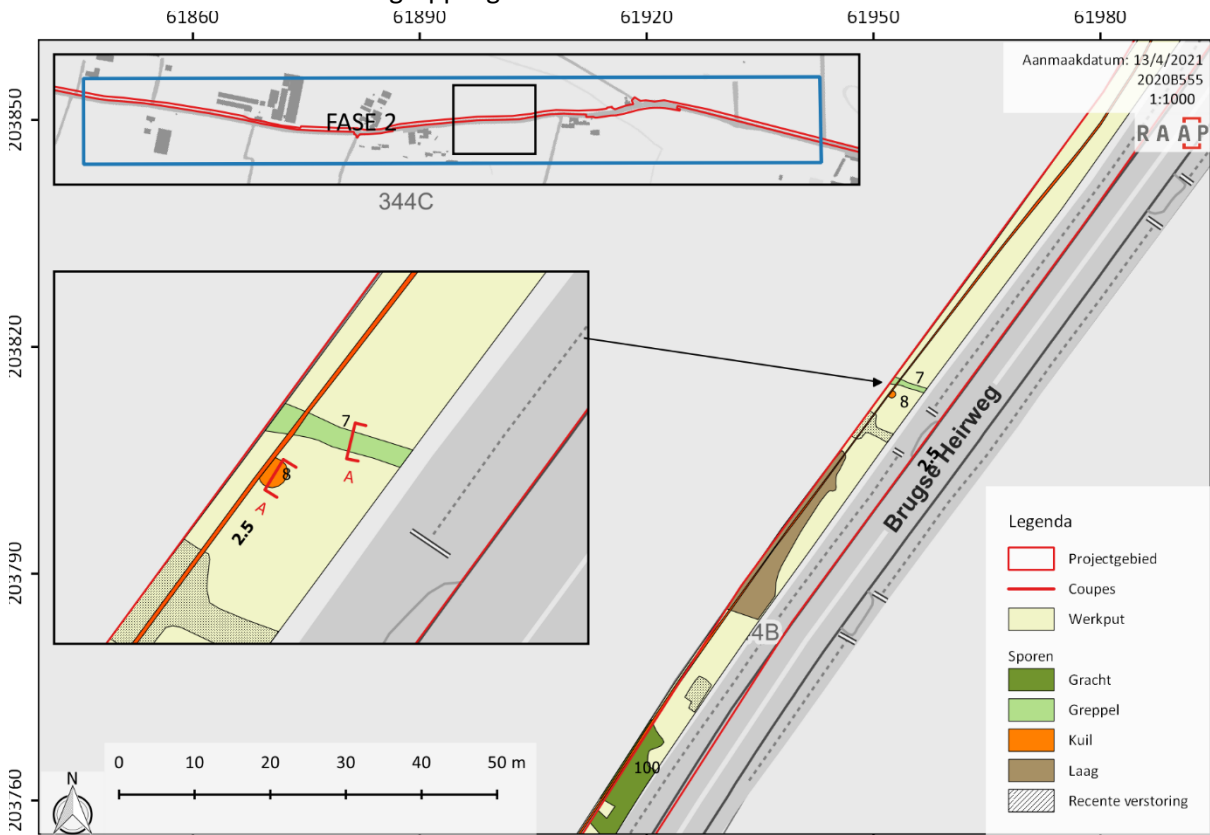 61860 61890 61920 61950 61980
Aanmaakdatum: 13/4/2021
2020B555
1:1000
RAAP
203850
FASE 2
344C
203820
7
8
7
A
8
A
2.5
Brugse Heirweg
2.5
203790
4B
Legenda
Projectgebied
Coupes
Werkput
Sporen
Gracht
Greppel
Kuil
Laag
Recente verstoring
100
0 10 20 30 40 50 m
N
203760